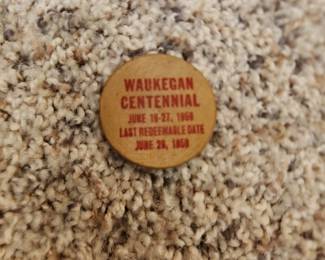 WAUKEGAN
CENTENNIAL
JUNE 19-27, 1959
LAST REDEEMABLE DATE
JUNE 26, 1959